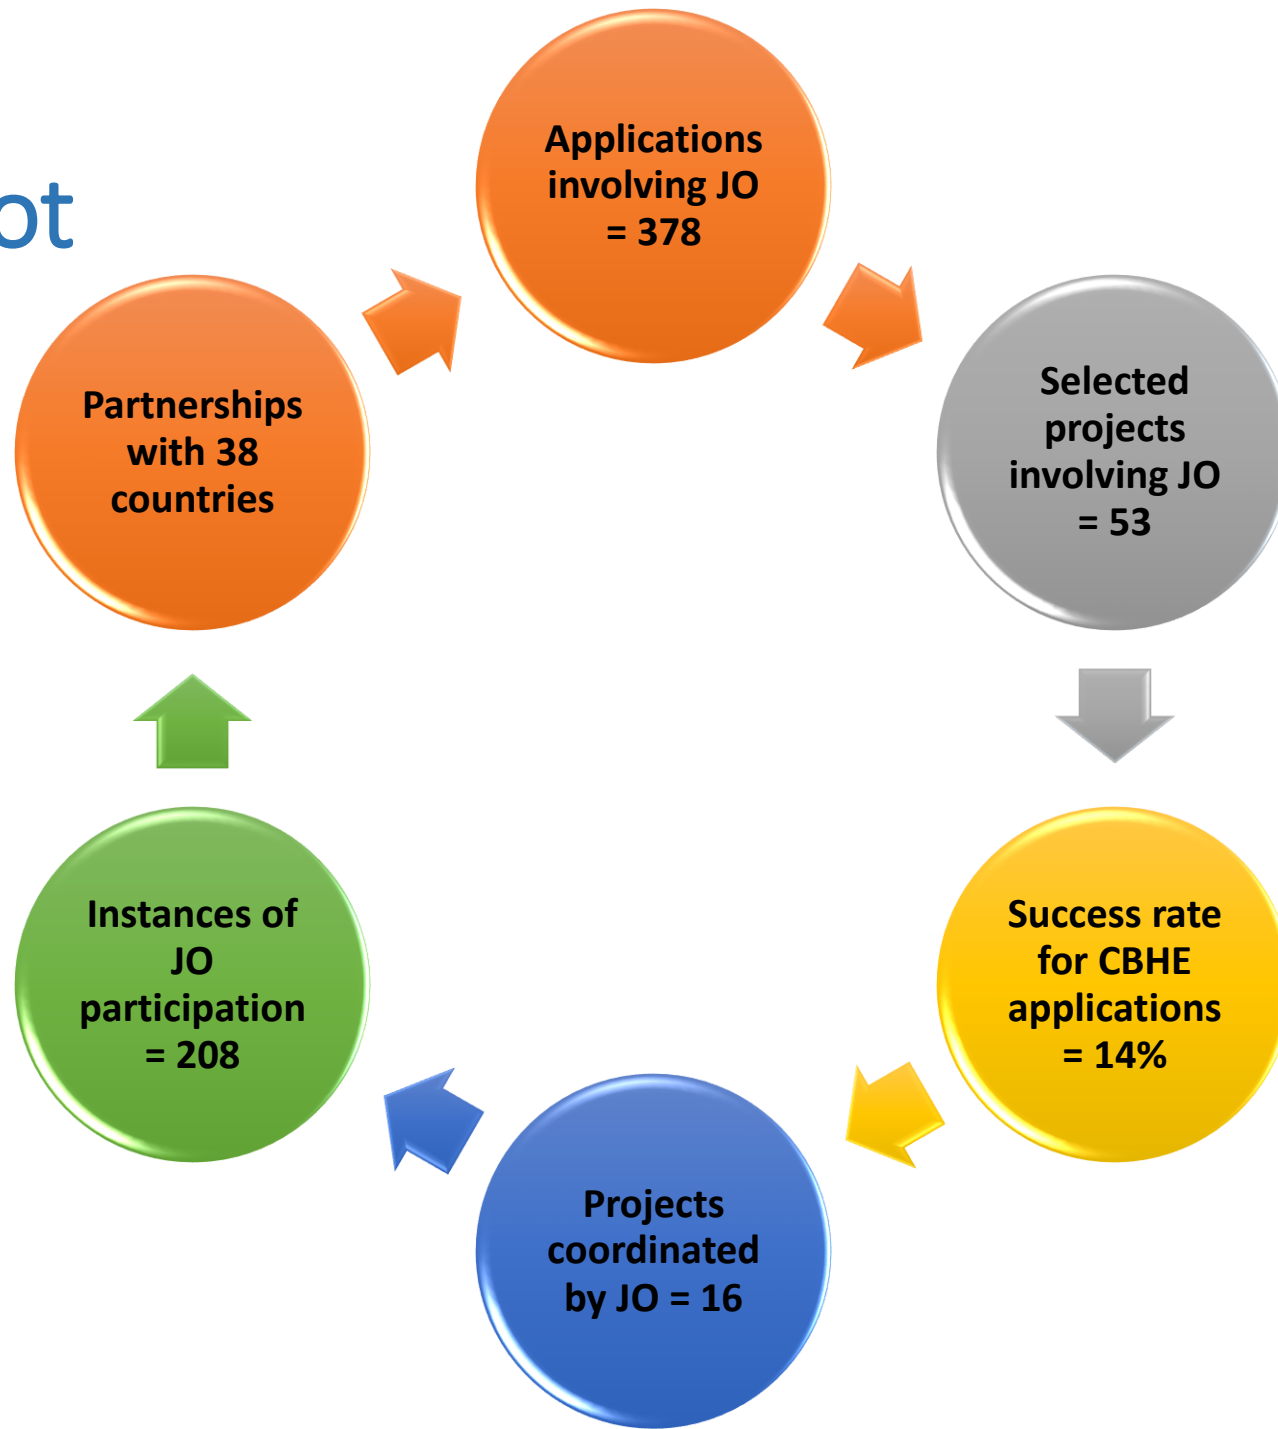 ot
Applications
involving JO
= 378
Selected
projects
involving JO
= 53
Success rate
for CBHE
applications
= 14%
Projects
coordinated
by JO = 16
Instances of
JO
participation
= 208
Partnerships
with 38
countries